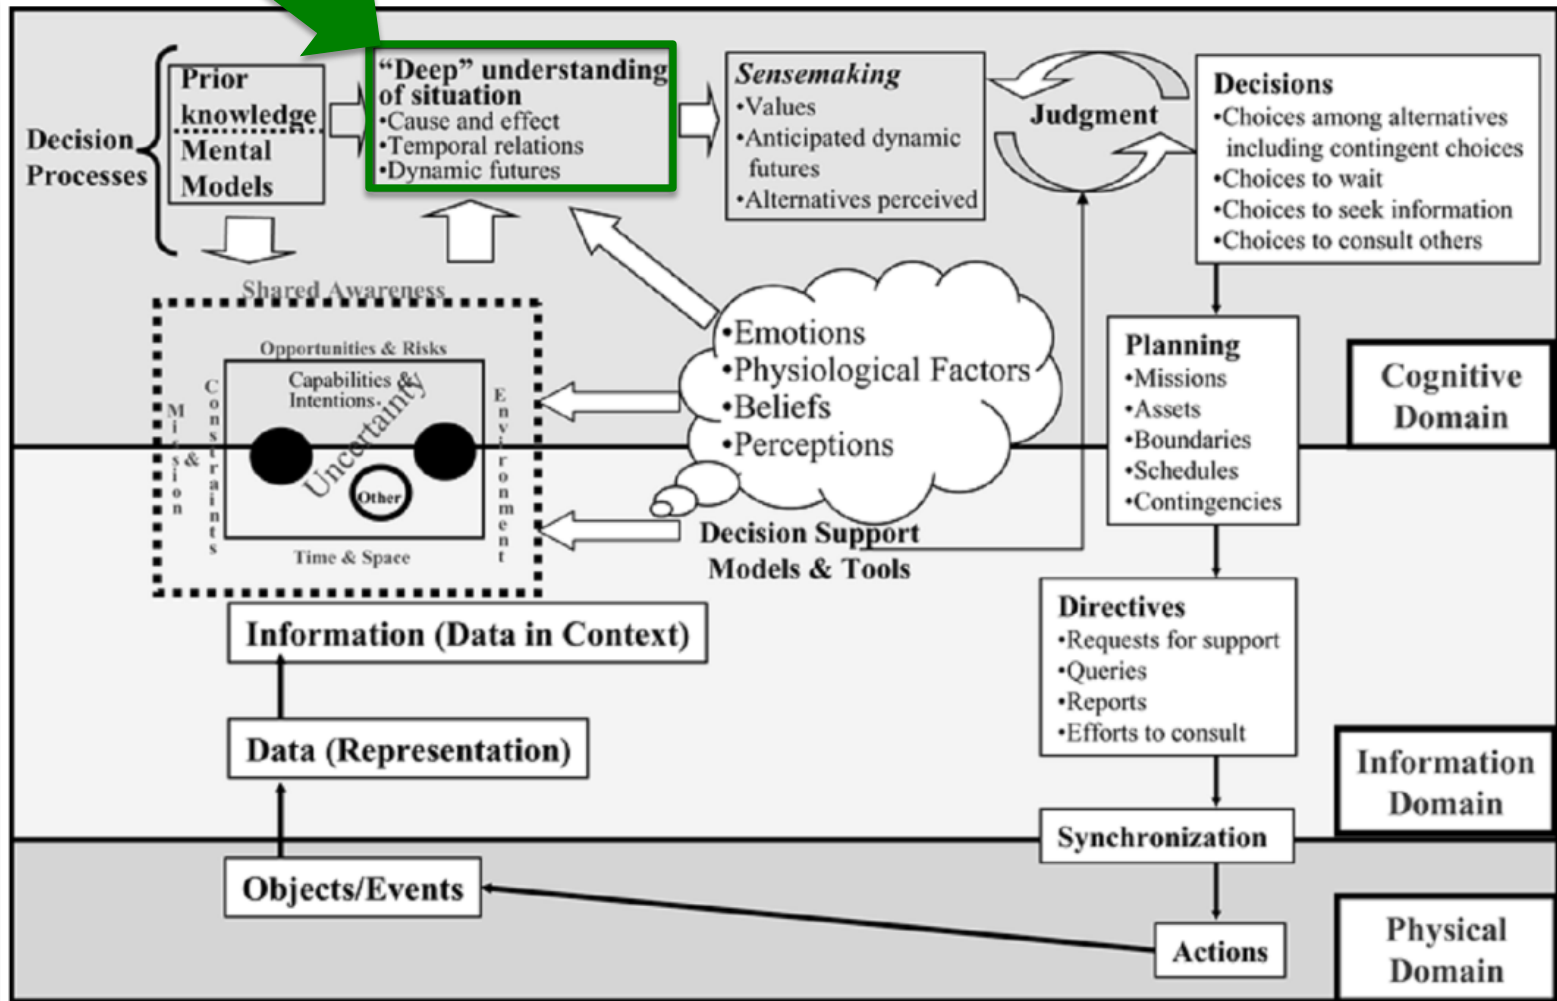 Decision
Processes
Prior
knowledge
Mental
Models
“Deep” understanding
of situation
•Cause and effect
•Temporal relations
•Dynamic futures
Sensemaking
•Values
•Anticipated dynamic
futures
•Alternatives perceived
Judgment
Decisions
•Choices among alternatives
including contingent choices
•Choices to wait
•Choices to seek information
•Choices to consult others
Shared Awareness
Opportunities & Risks
Mission
&
Constraints
Capabilities &
Intentions
Uncertainty
Other
Environment
Time & Space
•Emotions
•Physiological Factors
•Beliefs
•Perceptions
Decision Support
Models & Tools
Planning
•Missions
•Assets
•Boundaries
•Schedules
•Contingencies
Cognitive
Domain
Directives
•Requests for support
•Queries
•Reports
•Efforts to consult
Information (Data in Context)
Data (Representation)
Information
Domain
Synchronization
Objects/Events
Actions
Physical
Domain